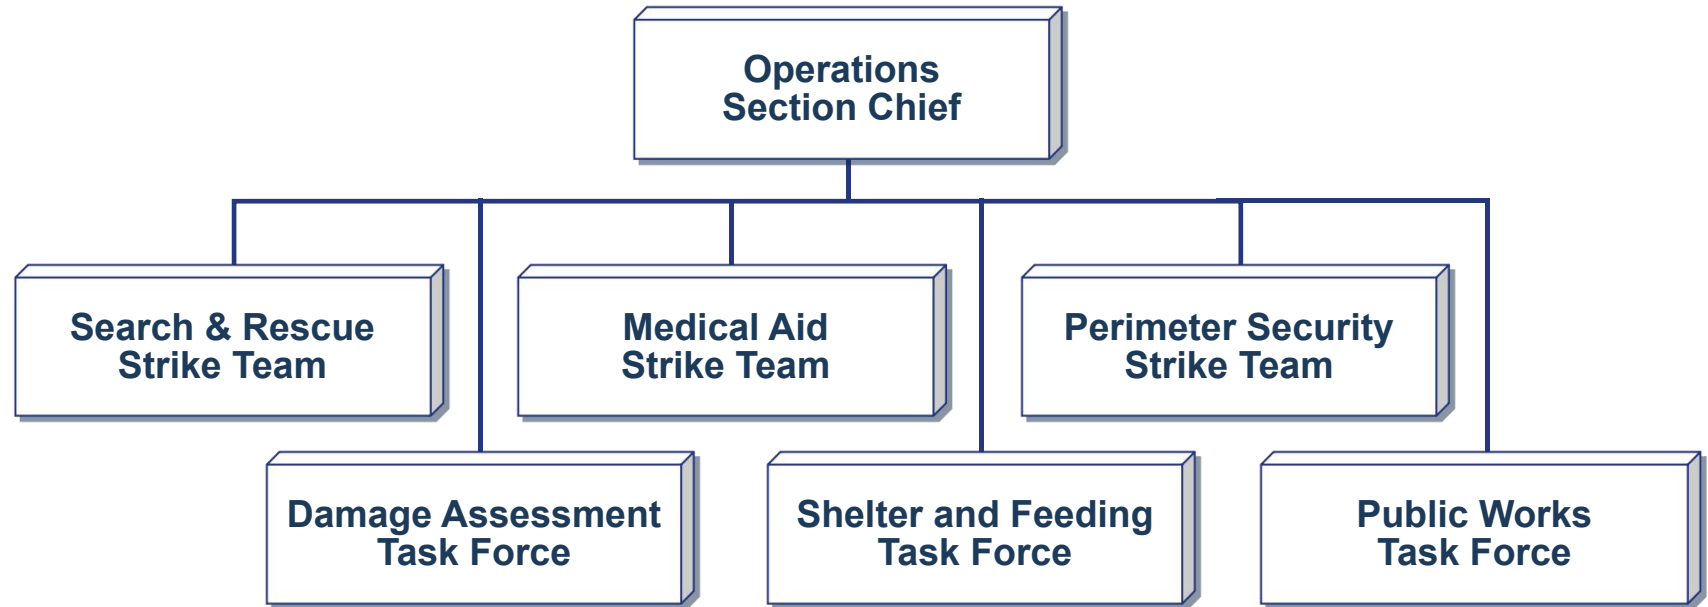 Operations
Section Chief
Search & Rescue
Strike Team
Medical Aid
Strike Team
Perimeter Security
Strike Team
Damage Assessment
Task Force
Shelter and Feeding
Task Force
Public Works
Task Force